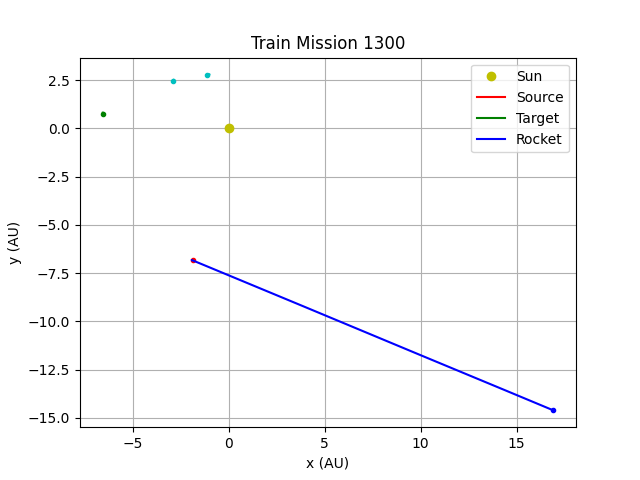 Train Mission 1300
Sun
Source
Target
Rocket
y (AU)
2.5
0.0
−2.5
−5.0
−7.5
−10.0
−12.5
−15.0
−5
0
5
10
15
x (AU)